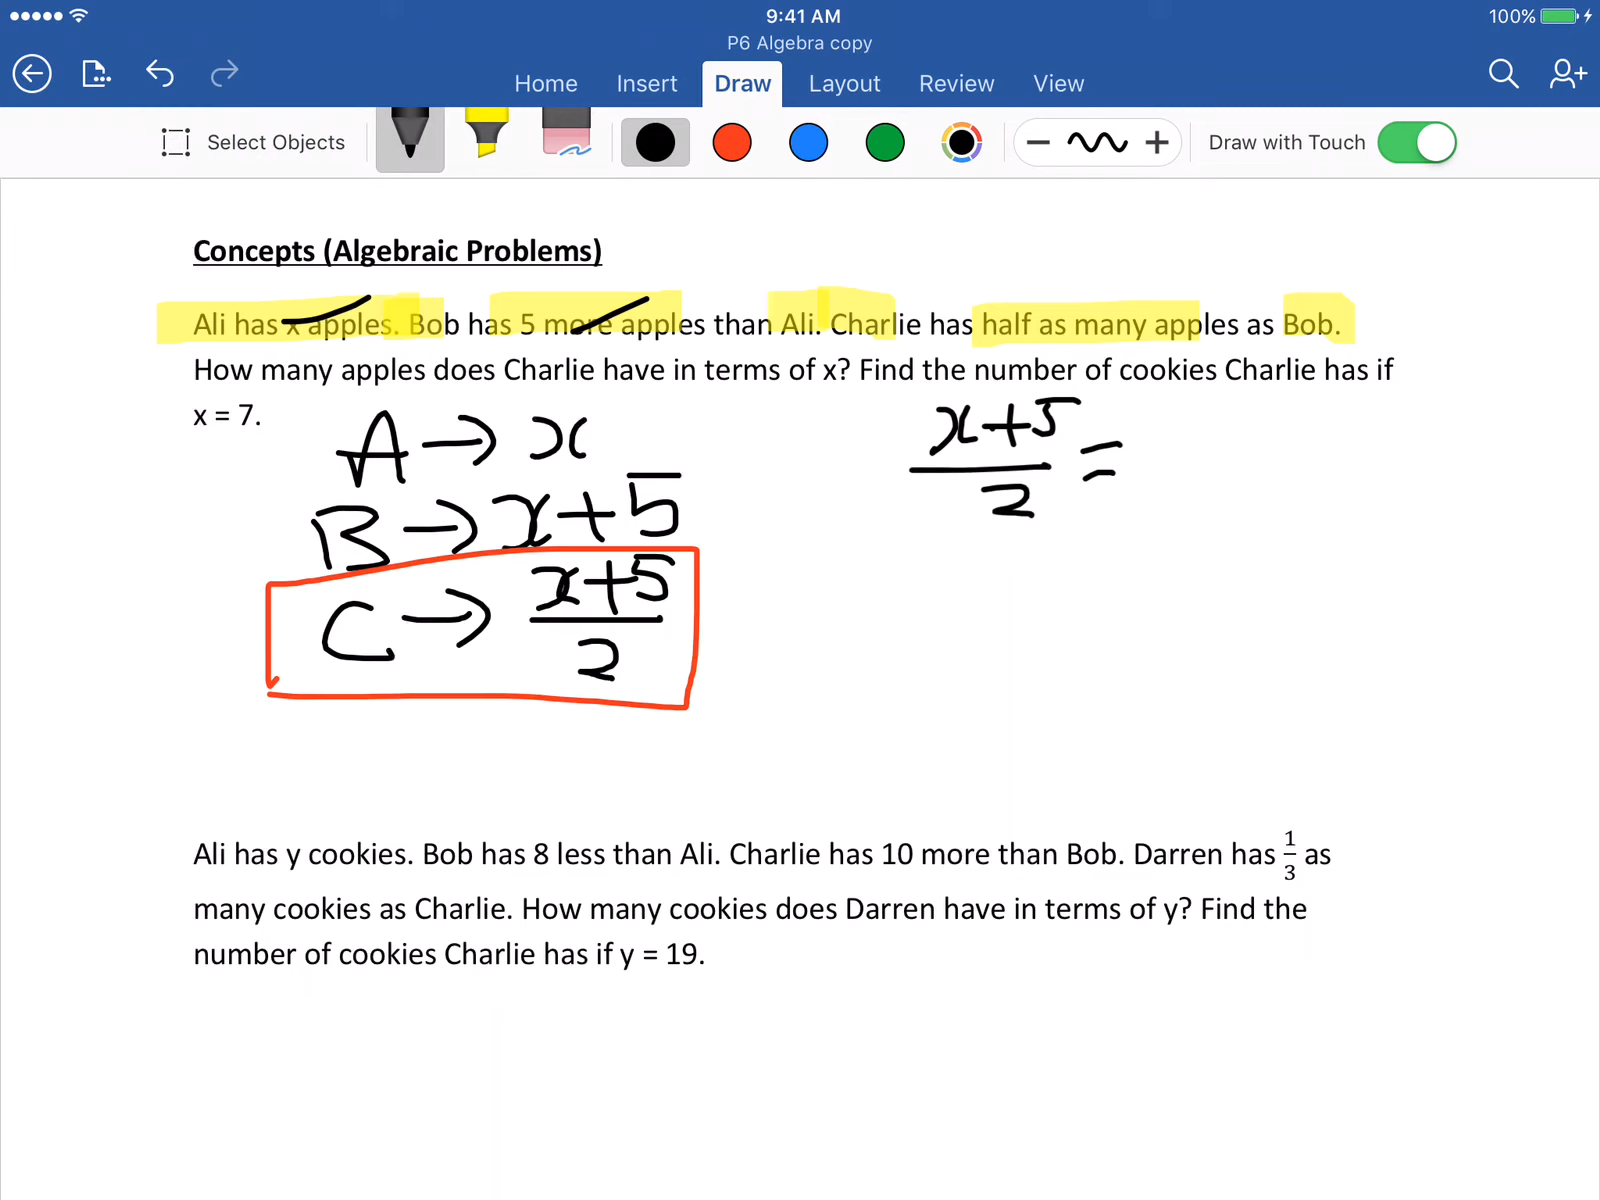 9:41 AM
100%
P6 Algebra copy
Home Insert Draw Layout Review View
Select Objects
Draw with Touch
Concepts (Algebraic Problems)
Ali has x apples. Bob has 5 more apples than Ali. Charlie has half as many apples as Bob.
How many apples does Charlie have in terms of x? Find the number of cookies Charlie has if
x = 7.
A → x
B → x+5
C → x+5/2
x+5/2 =
Ali has y cookies. Bob has 8 less than Ali. Charlie has 10 more than Bob. Darren has 1/3 as
many cookies as Charlie. How many cookies does Darren have in terms of y? Find the
number of cookies Charlie has if y = 19.